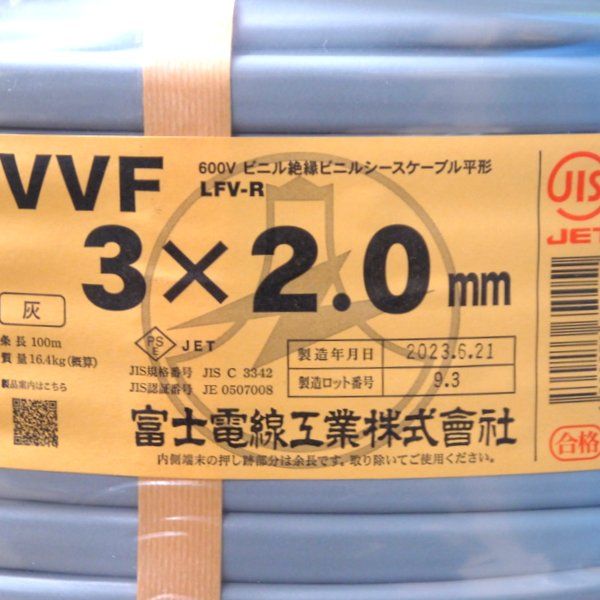 VVF
600V ビニル絶縁ビニルシースケーブル平形
LFV-R
3×2.0mm
灰
条 長 100m
質 量 16.4kg(概算)
製品案内はこちら
PS
E
JET
JIS規格番号 JIS C 3342
JIS認証番号 JE 0507008
製造年月日 2023.6.21
製造ロット番号 9.3
富士電線工業株式會社
内側端末の押し跡部分は余長です。取り除いてご使用ください。
JIS
JET
合格